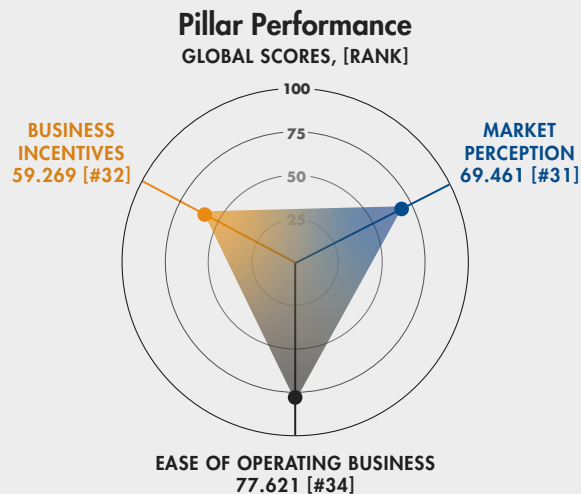 Pillar Performance
GLOBAL SCORES, [RANK]
100
75
50
25
BUSINESS
INCENTIVES
59.269 [#32]
MARKET
PERCEPTION
69.461 [#31]
EASE OF OPERATING BUSINESS
77.621 [#34]